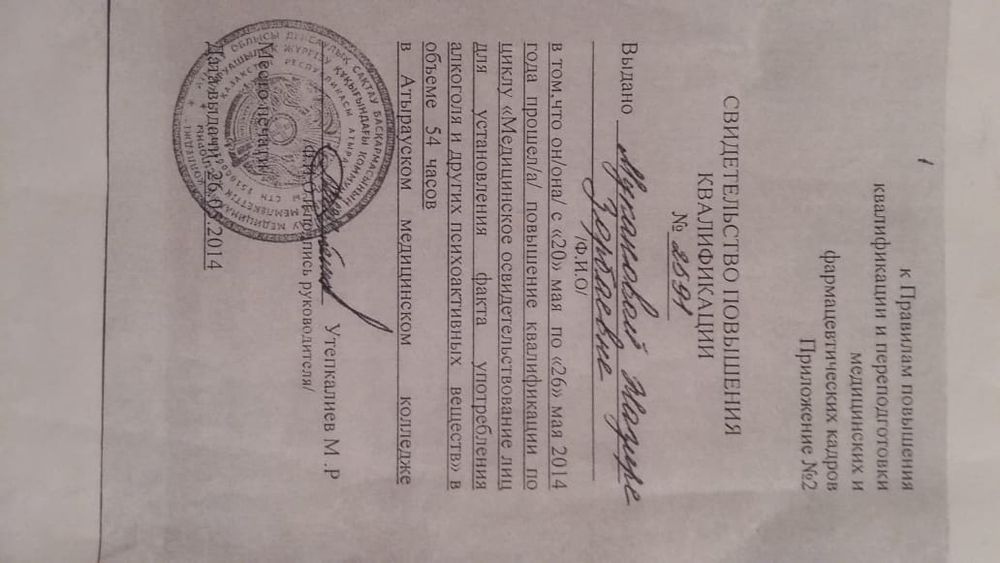 к Правилам повышения
квалификации и переподготовки
медицинских и
фармацевтических кадров
Приложение №2
СВИДЕТЕЛЬСТВО ПОВЫШЕНИЯ
КВАЛИФИКАЦИИ
№ 2591
Выдано Мукановай
/Ф.И.О/
в том.что он/она/ с «20» мая по «26» мая 2014
года прошел/а/ повышение квалификации по
циклу «Медицинское освидетельствование лиц
для установления факта употребления
алкоголя и других психоактивных веществ» в
объеме 54 часов
в Атырауском медицинском колледже
Утепкалиев М .Р
подпись руководителя/
Место печати
Дата выдачи: 26.05.2014